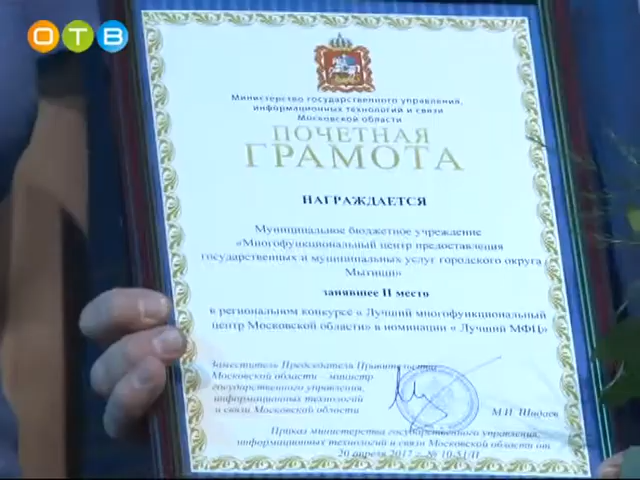 ОТВ
Министерство государственного управления,
информационных технологий и связи
Московской области
ПОЧЕТНАЯ
ГРАМОТА
НАГРАЖДАЕТСЯ
Муниципальное бюджетное учреждение
«Многофункциональный центр предоставления
государственных и муниципальных услуг городского округа
Мытищи»
занявшее II место
в региональном конкурсе « Лучший многофункциональный
центр Московской области» в номинации « Лучший МФЦ»
Заместитель Председателя Правительства
Московской области – министр
государственного управления,
информационных технологий
и связи Московской области
М.И. Шадаев
Приказ министерства государственного управления,
информационных технологий и связи Московской области от
20 апреля 2017 г. № 10-51/П